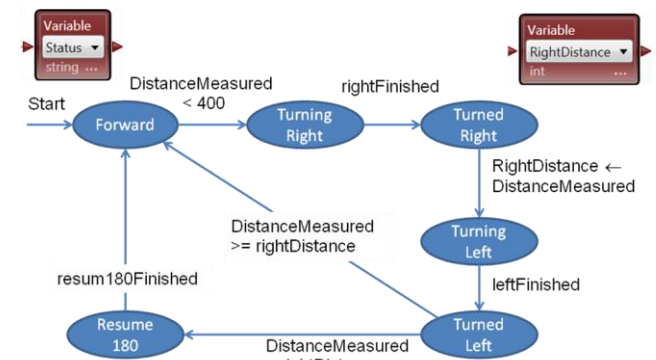 Variable
Status
string ...
Variable
RightDistance
int ...
Start
DistanceMeasured
< 400
rightFinished
Forward
Turning
Right
Turned
Right
RightDistance ←
DistanceMeasured
DistanceMeasured
>= rightDistance
Turning
Left
resum180Finished
leftFinished
Resume
180
DistanceMeasured
Turned
Left